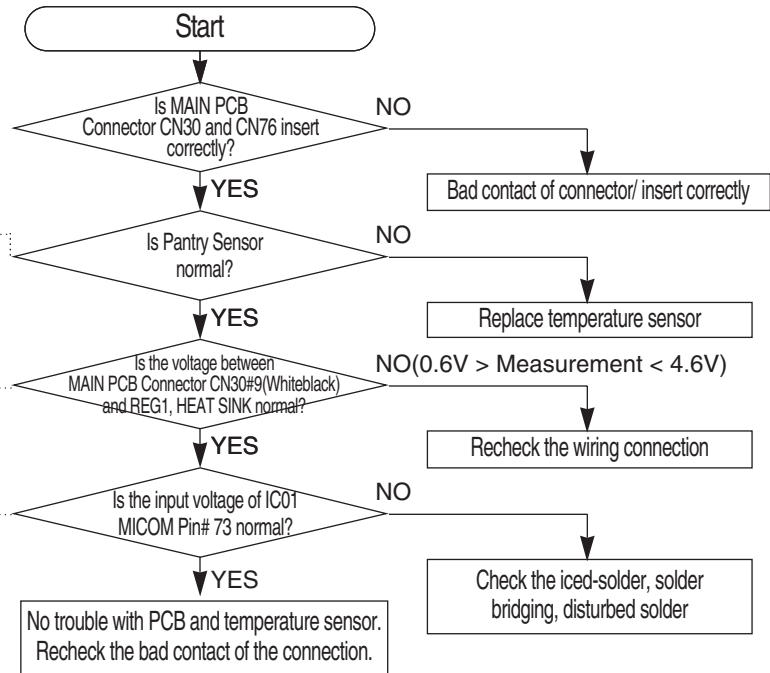 Start
Is MAIN PCB
Connector CN30 and CN76 insert
correctly?
NO
Bad contact of connector/ insert correctly
YES
Is Pantry Sensor
normal?
NO
Replace temperature sensor
YES
Is the voltage between
MAIN PCB Connector CN30#9(Whiteblack)
and REG1, HEAT SINK normal?
NO(0.6V > Measurement < 4.6V)
Recheck the wiring connection
YES
Is the input voltage of IC01
MICOM Pin# 73 normal?
NO
Check the iced-solder, solder
bridging, disturbed solder
YES
No trouble with PCB and temperature sensor.
Recheck the bad contact of the connection.